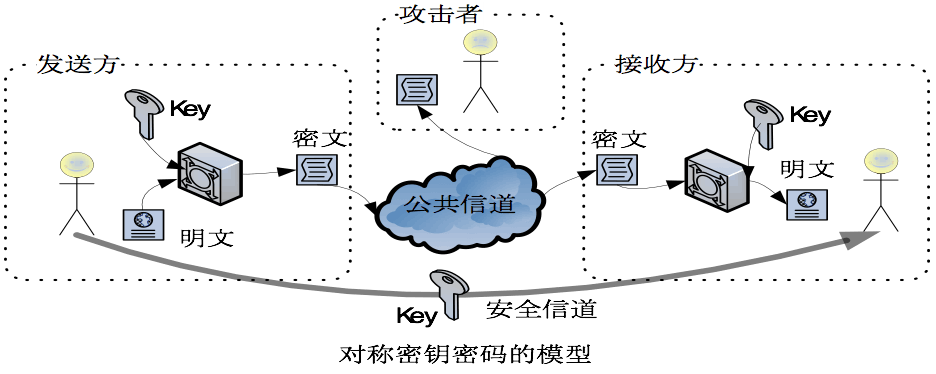 攻击者
发送方
接收方
Key
密文
密文
Key
明文
公共信道
明文
Key
安全信道
对称密钥密码的模型